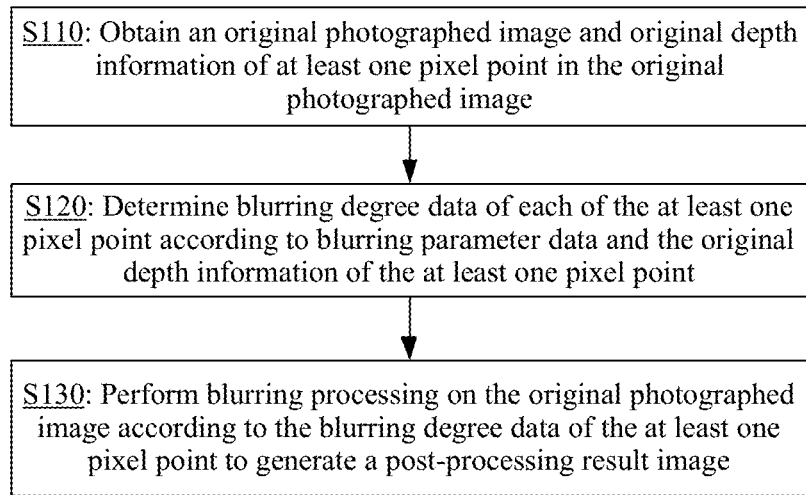 S110: Obtain an original photographed image and original depth
information of at least one pixel point in the original
photographed image
S120: Determine blurring degree data of each of the at least one
pixel point according to blurring parameter data and the original
depth information of the at least one pixel point
S130: Perform blurring processing on the original photographed
image according to the blurring degree data of the at least one
pixel point to generate a post-processing result image